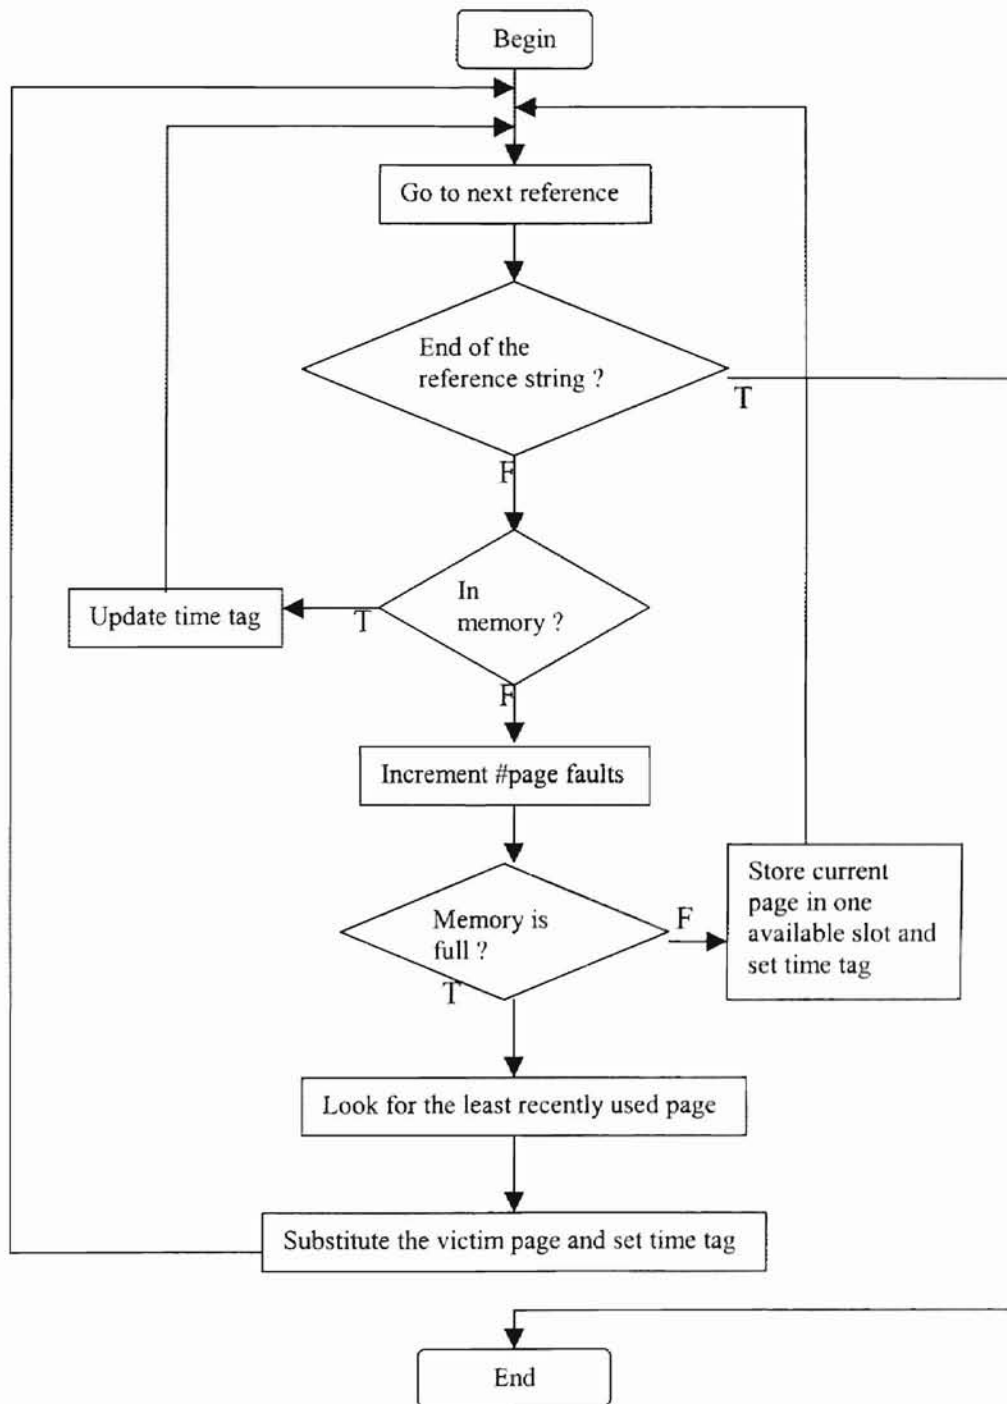 Begin
Go to next reference
End of the
reference string ?
T
F
In
memory ?
T
Update time tag
F
Increment #page faults
Memory is
full ?
F
T
Store current
page in one
available slot and
set time tag
Look for the least recently used page
Substitute the victim page and set time tag
End